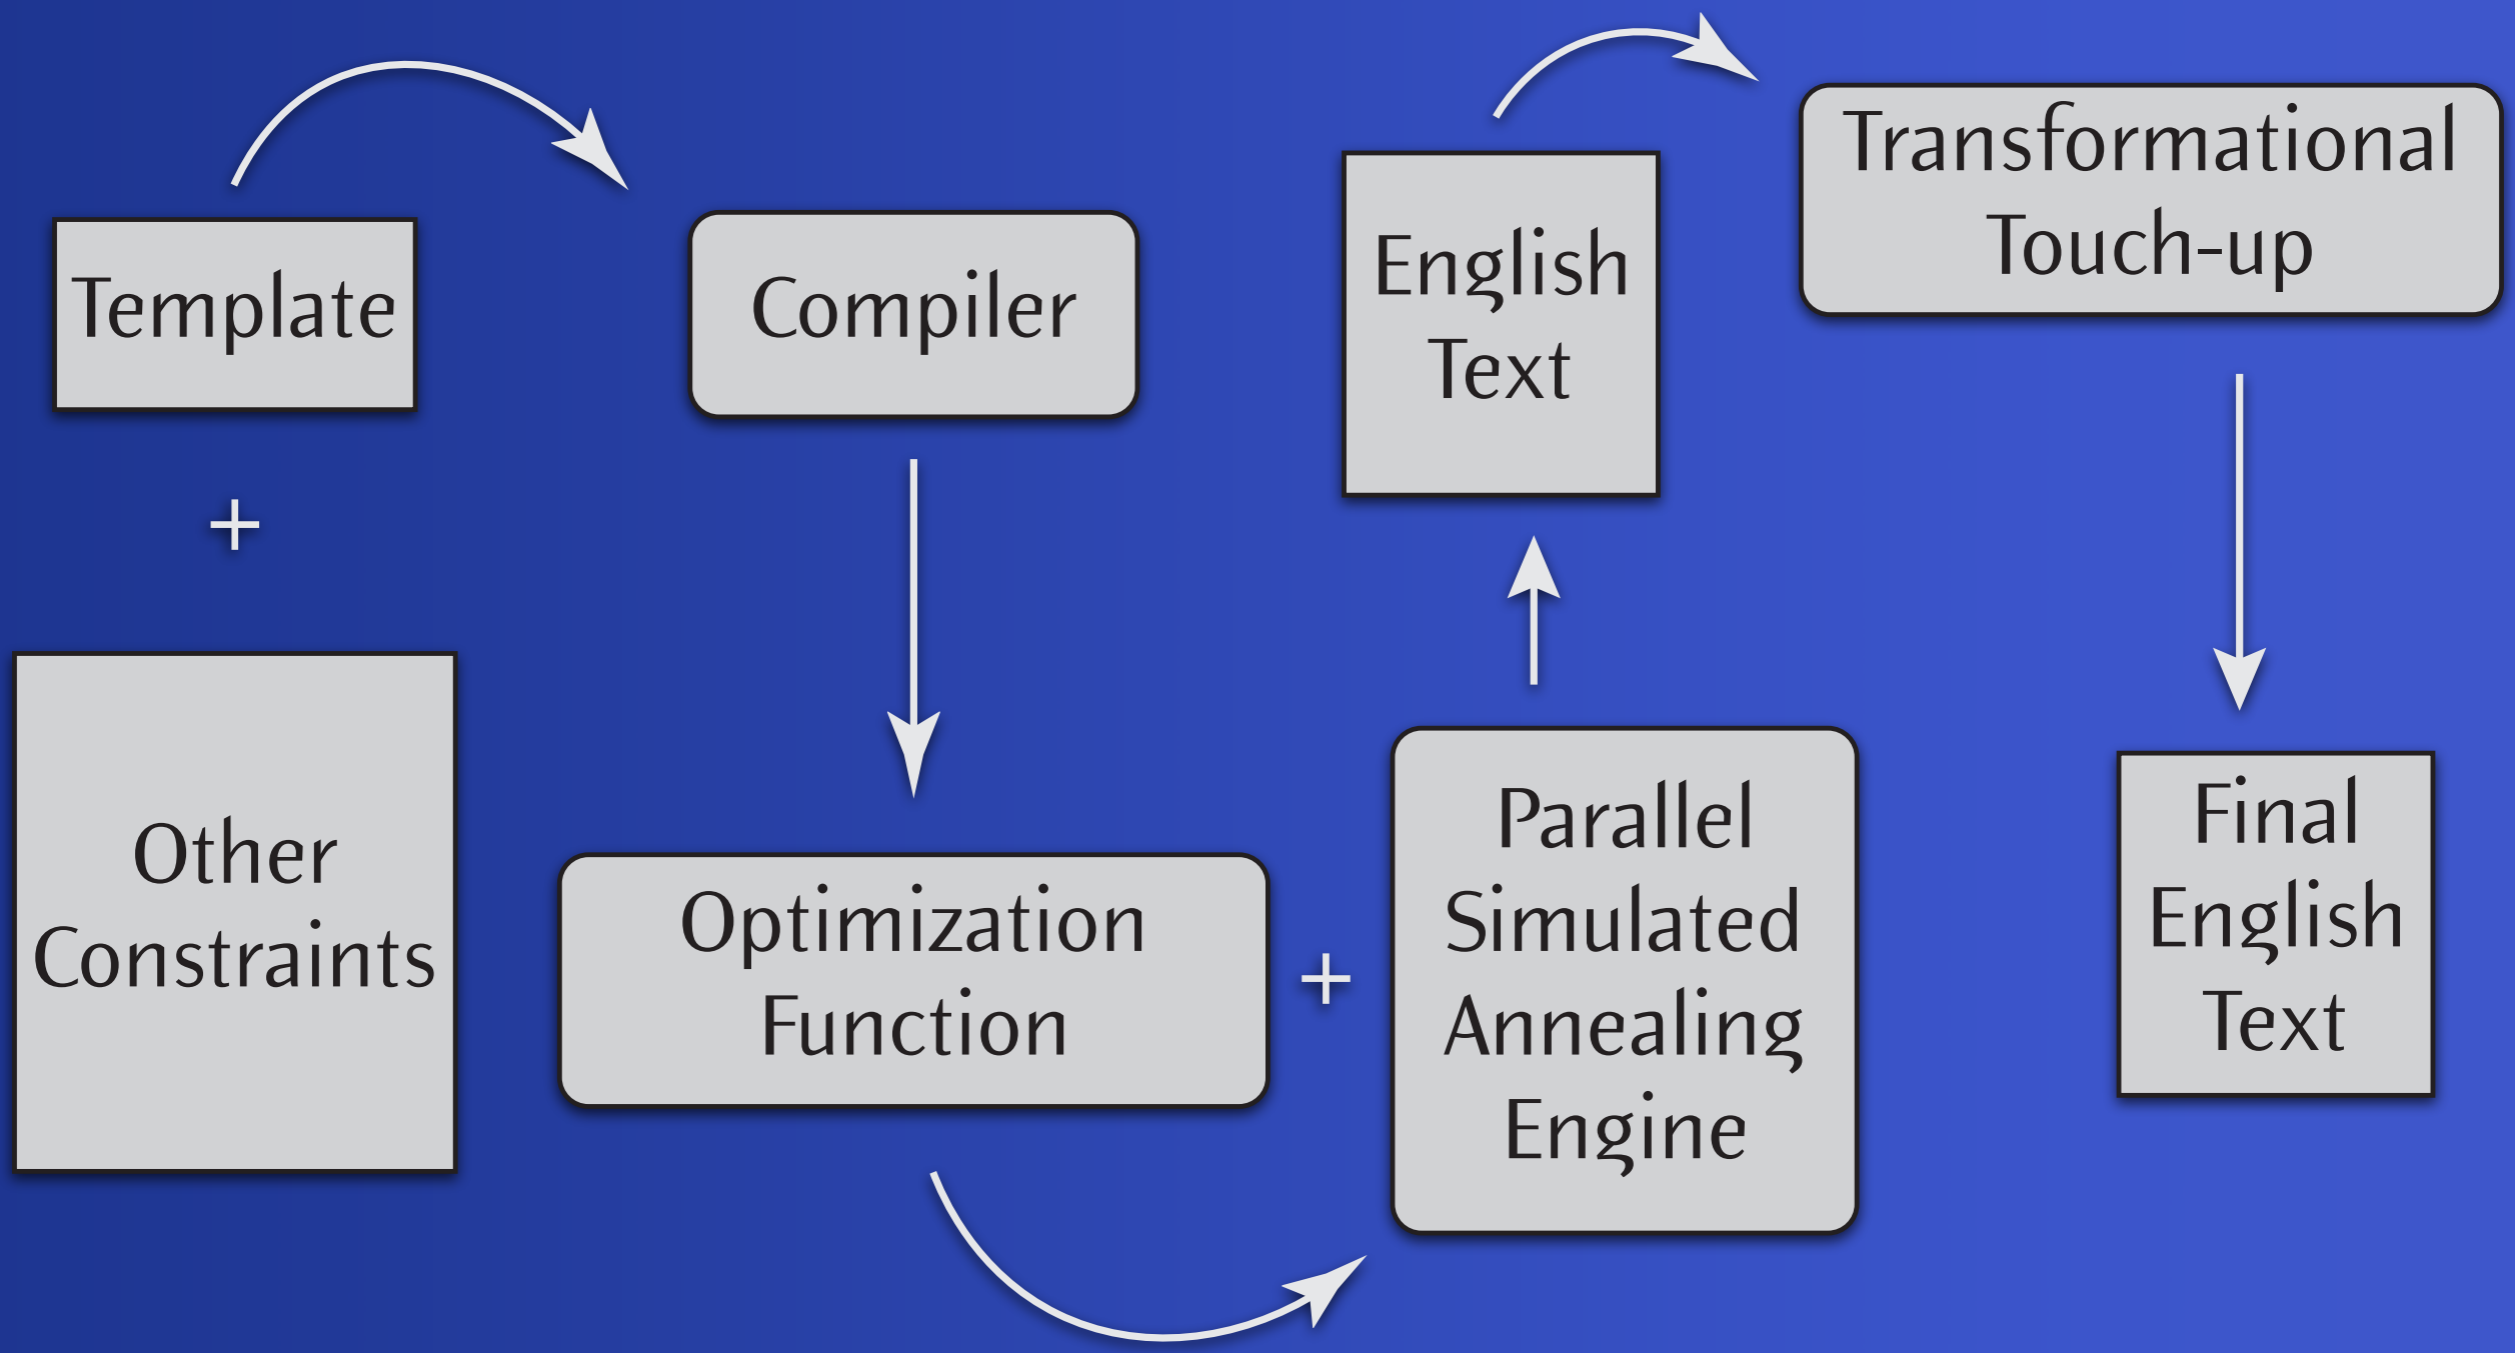 Template
+
Other
Constraints
Compiler
Optimization
Function
+
Parallel
Simulated
Annealing
Engine
English
Text
Transformational
Touch-up
Final
English
Text